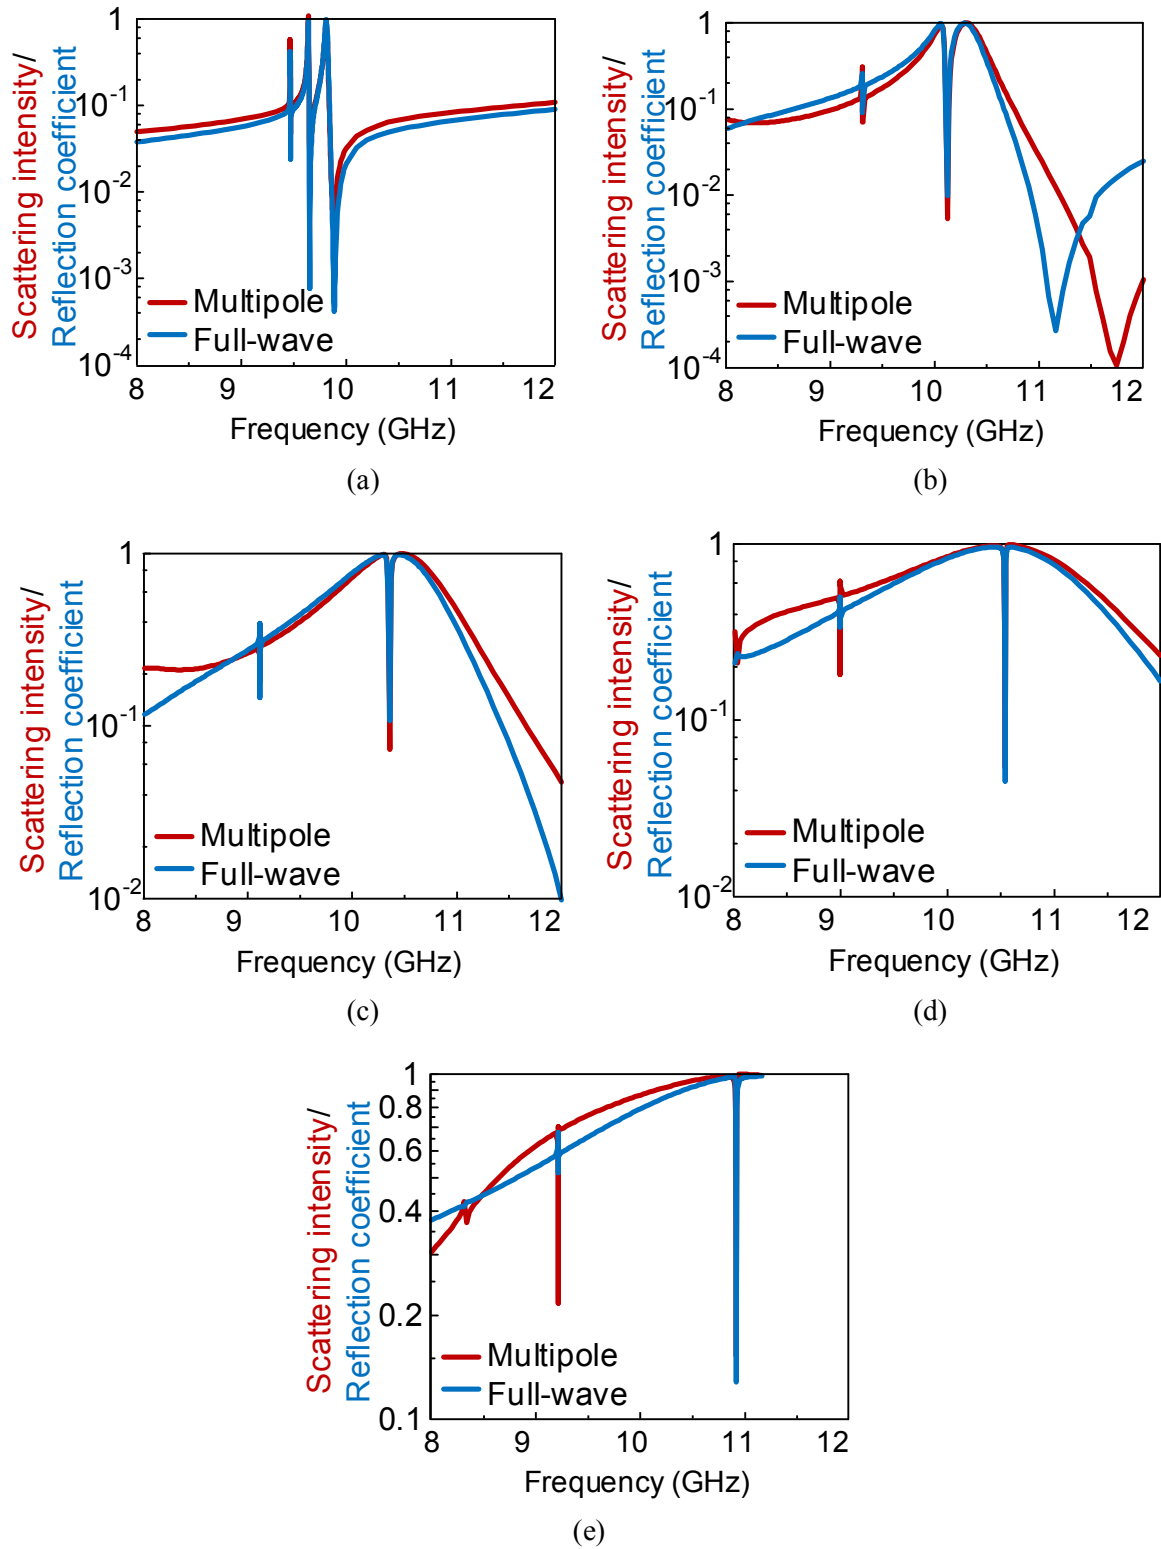 Scattering intensity/
Reflection coefficient
1
10-1
10-2
10-3
10-4
Multipole
Full-wave
8 9 10 11 12
Frequency (GHz)
(a)
Scattering intensity/
Reflection coefficient
1
10-1
10-2
10-3
10-4
Multipole
Full-wave
8 9 10 11 12
Frequency (GHz)
(b)
Scattering intensity/
Reflection coefficient
1
10-1
10-2
Multipole
Full-wave
8 9 10 11 12
Frequency (GHz)
(c)
Scattering intensity/
Reflection coefficient
1
10-1
10-2
Multipole
Full-wave
8 9 10 11 12
Frequency (GHz)
(d)
Scattering intensity/
Reflection coefficient
1
0.8
0.6
0.4
0.2
0.1
Multipole
Full-wave
8 9 10 11 12
Frequency (GHz)
(e)